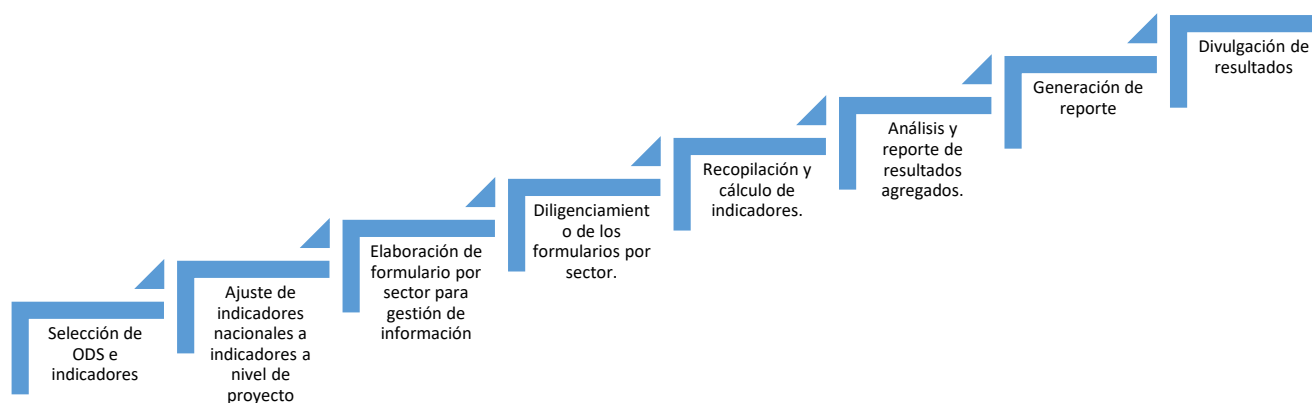 Selección de
ODS e
indicadores
Ajuste de
indicadores
nacionales a
indicadores a
nivel de
proyecto
Elaboración de
formulario por
sector para
gestión de
información
Diligenciamient
o de los
formularios por
sector.
Recopilación y
cálculo de
indicadores.
Análisis y
reporte de
resultados
agregados.
Generación de
reporte
Divulgación de
resultados